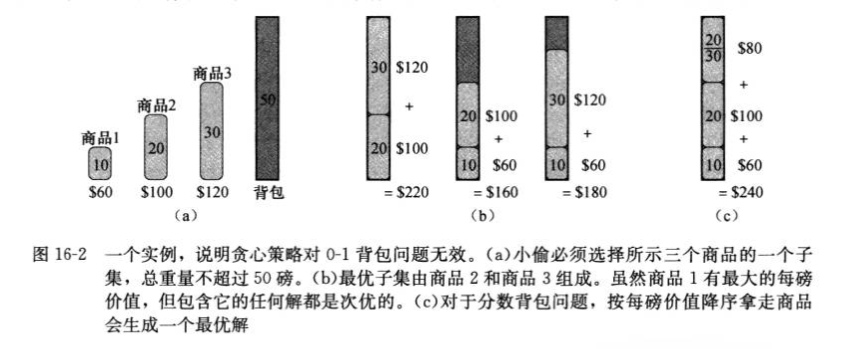 商品1
10
$60
商品2
20
$100
商品3
30
$120
50
背包
(a)
30 $120
+
20 $100
=$220
20 $100
+
10 $60
=$160
30 $120
+
10 $60
=$180
(b)
20
30
$80
+
20 $100
+
10 $60
=$240
(c)
图 16-2 一个实例，说明贪心策略对 0-1 背包问题无效。(a)小偷必须选择所示三个商品的一个子
集，总重量不超过 50 磅。(b)最优子集由商品 2 和商品 3 组成。虽然商品 1 有最大的每磅
价值，但包含它的任何解都是次优的。(c)对于分数背包问题，按每磅价值降序拿走商品
会生成一个最优解